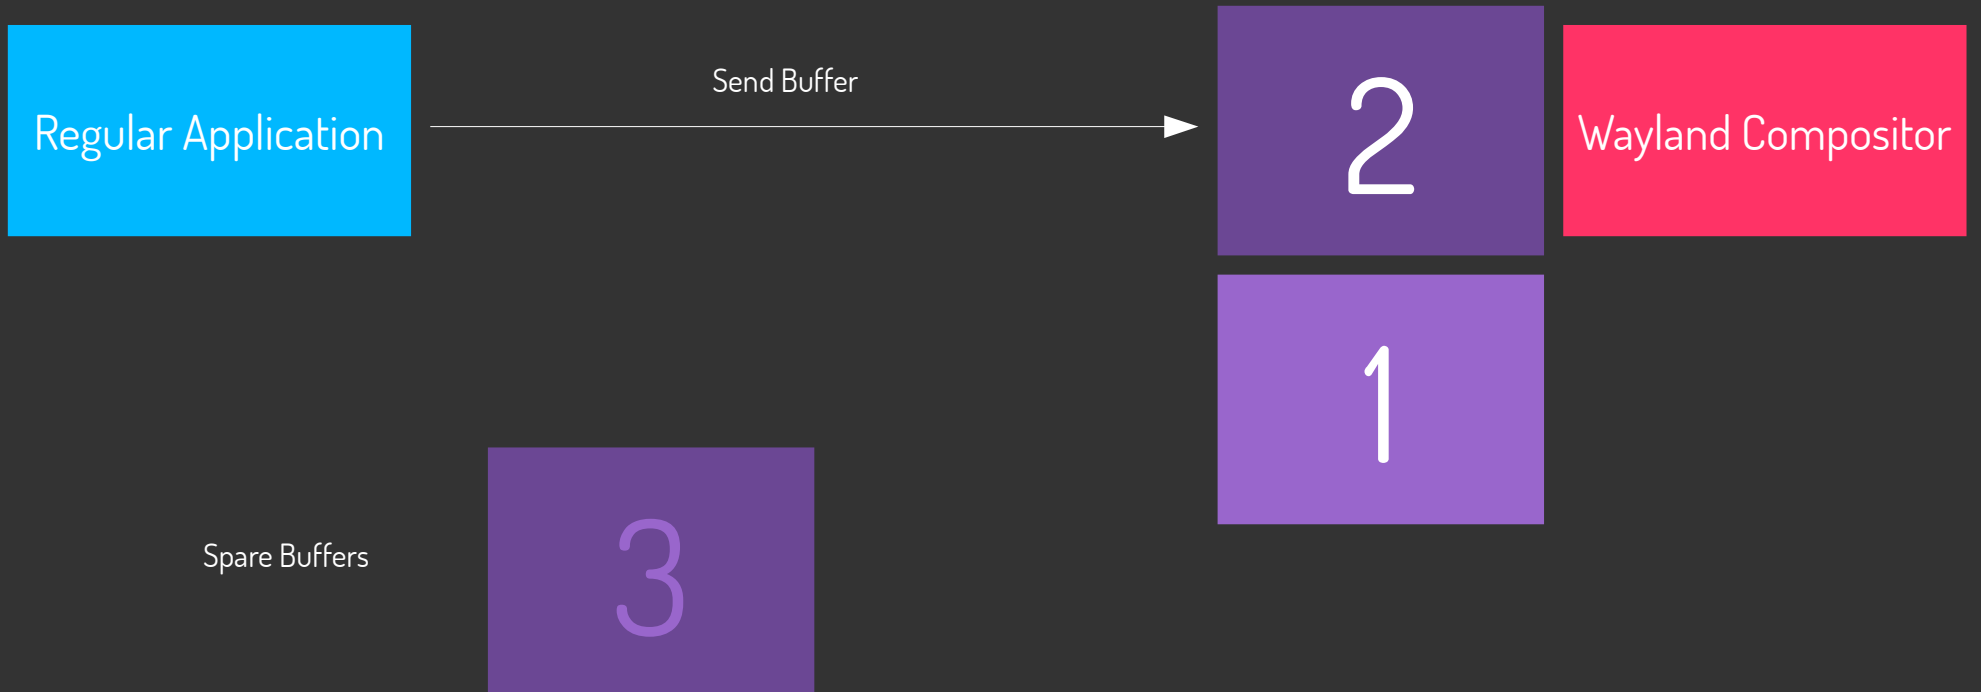 Regular Application
Send Buffer
2
Wayland Compositor
1
Spare Buffers
3